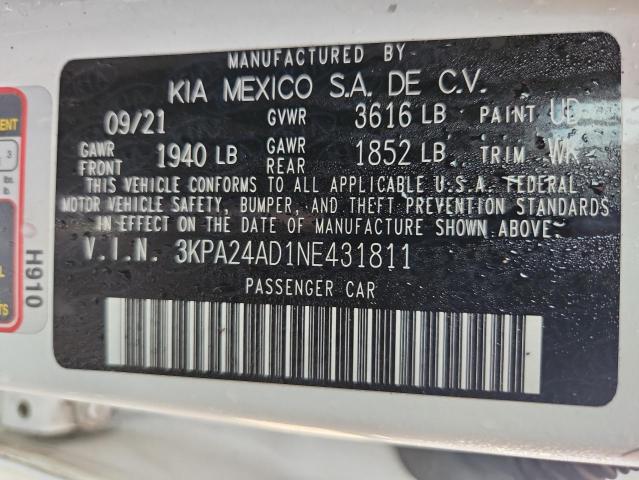 MANUFACTURED BY
KIA MEXICO S.A. DE C.V.
09/21 GVWR 3616 LB PAINT UD
GAWR FRONT 1940 LB GAWR REAR 1852 LB TRIM WK
THIS VEHICLE CONFORMS TO ALL APPLICABLE U.S.A. FEDERAL
MOTOR VEHICLE SAFETY, BUMPER, AND THEFT PREVENTION STANDARDS
IN EFFECT ON THE DATE OF MANUFACTURE SHOWN ABOVE
V.I.N. 3KPA24AD1NE431811
PASSENGER CAR
H910
3